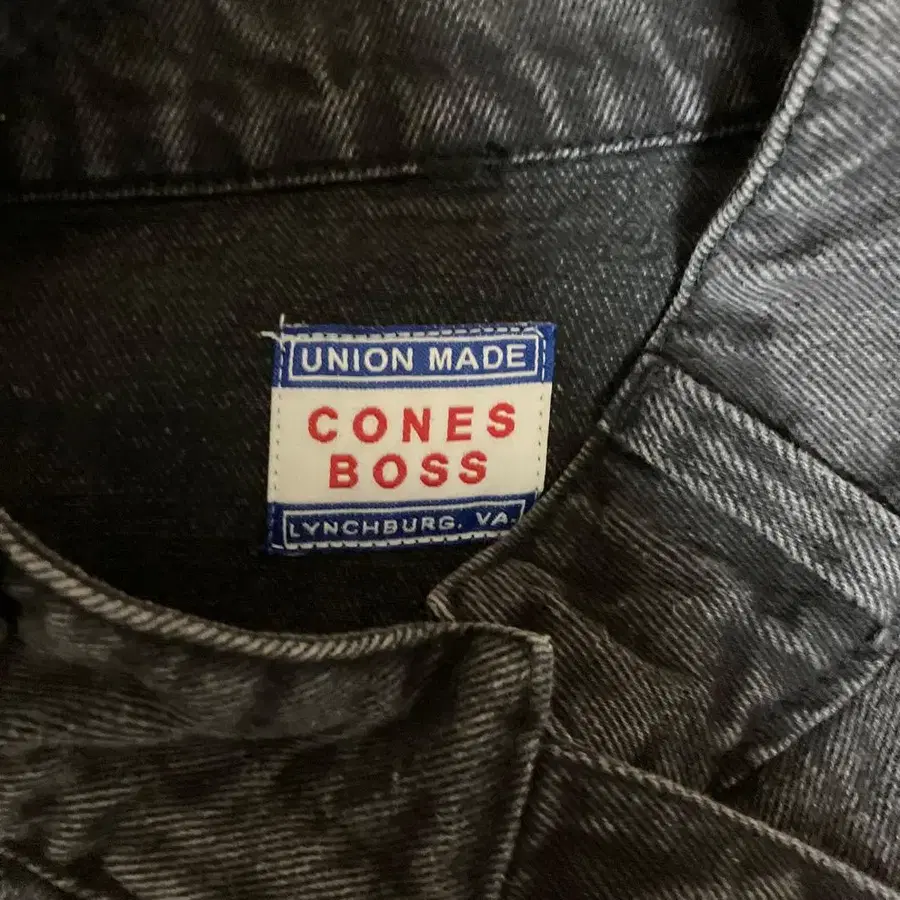 UNION MADE
CONES
BOSS
LYNCHBURG. VA.